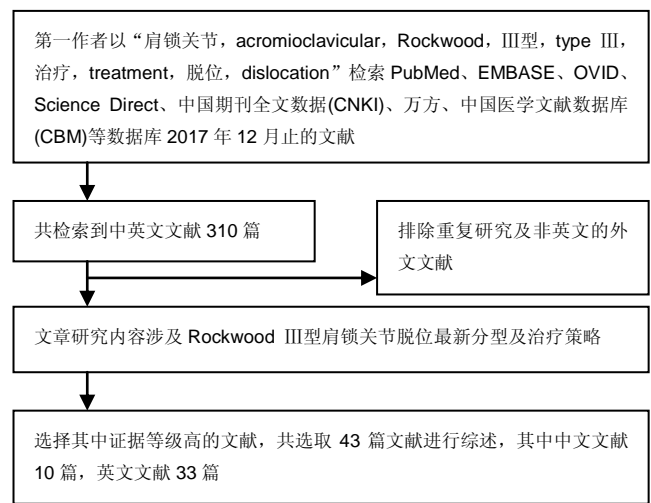 第一作者以“肩锁关节，acromioclavicular，Rockwood，Ⅲ型，type Ⅲ，
治疗，treatment，脱位，dislocation”检索 PubMed、EMBASE、OVID、
Science Direct、中国期刊全文数据(CNKI)、万方、中国医学文献数据库
(CBM)等数据库 2017 年 12 月止的文献
共检索到中英文文献 310 篇
排除重复研究及非英文的外
文文献
文章研究内容涉及 Rockwood Ⅲ型肩锁关节脱位最新分型及治疗策略
选择其中证据等级高的文献，共选取 43 篇文献进行综述，其中中文文献
10 篇，英文文献 33 篇